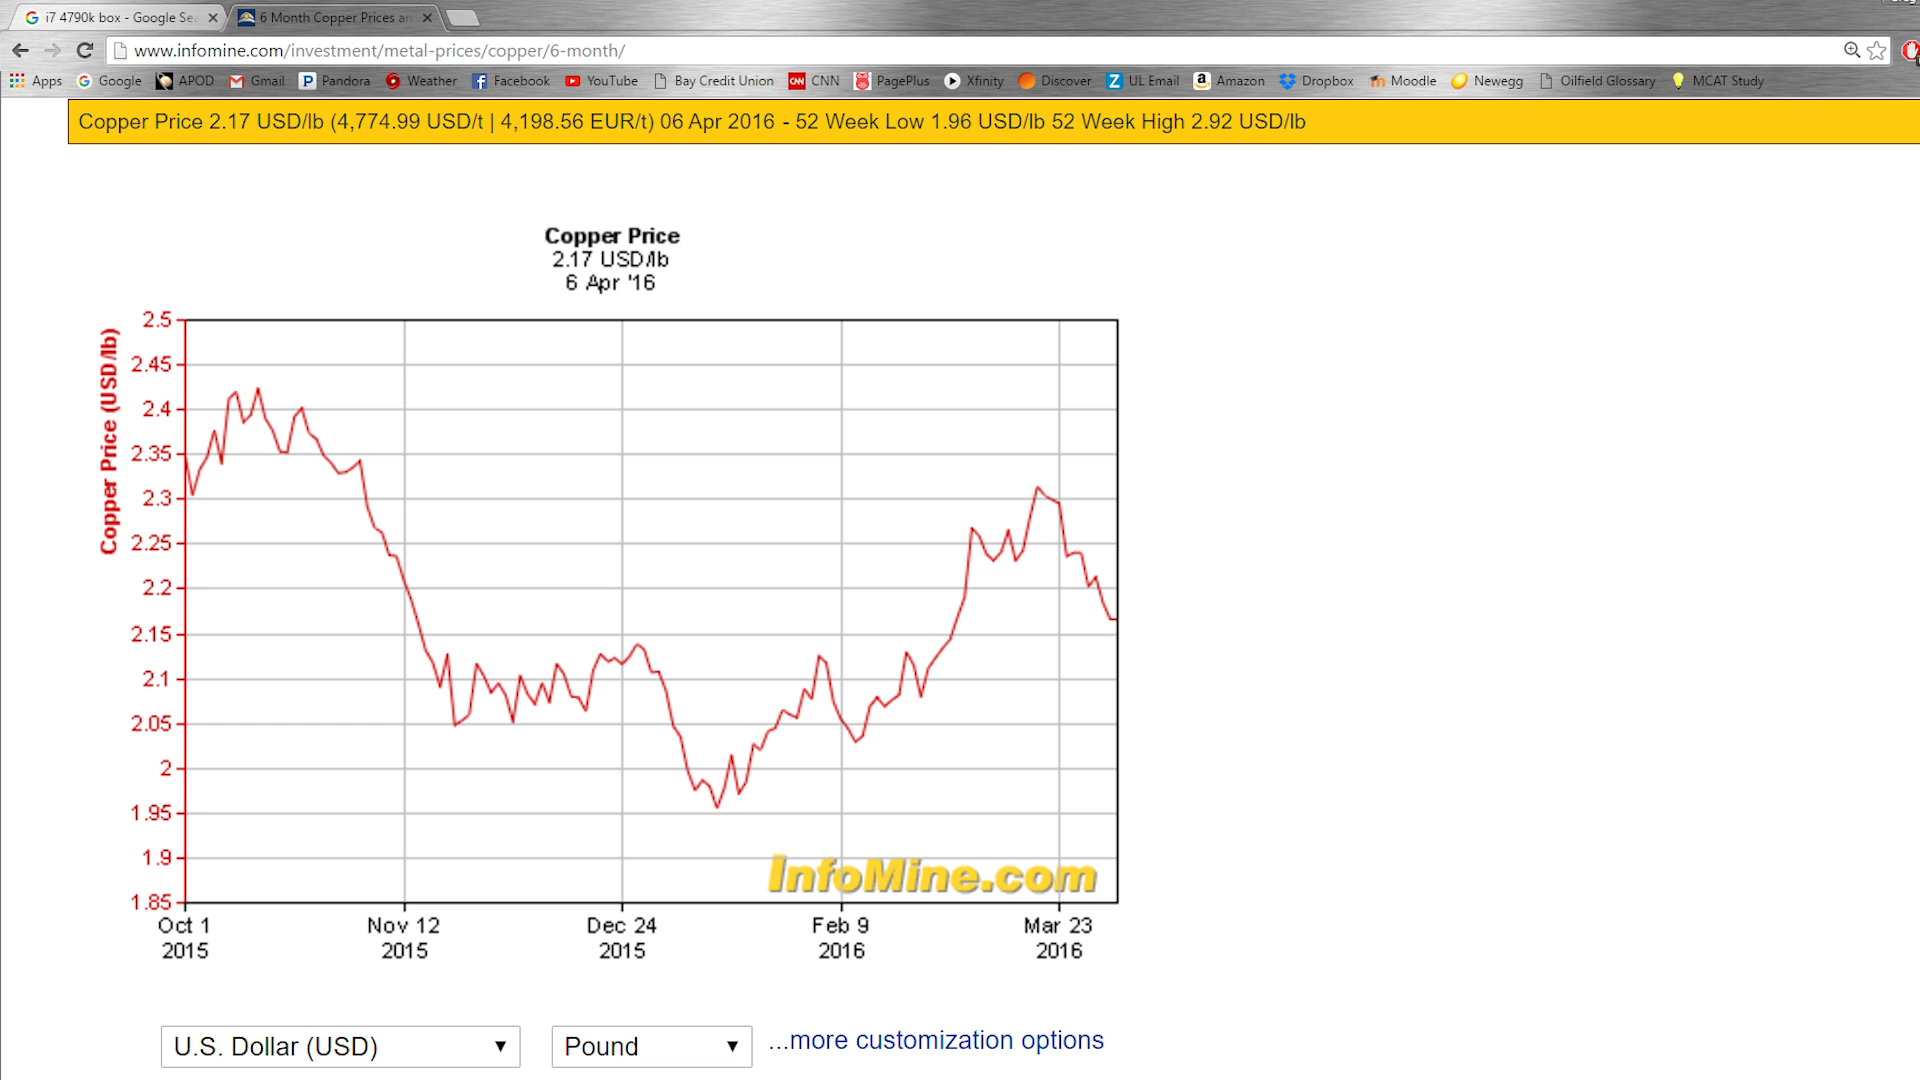 i7 4790k box - Google Se
6 Month Copper Prices an
www.infomine.com/investment/metal-prices/copper/6-month/
Apps Google APOD Gmail Pandora Weather Facebook YouTube Bay Credit Union CNN PagePlus Xfinity Discover UL Email Amazon Dropbox Moodle Newegg Oilfield Glossary MCAT Study
Copper Price 2.17 USD/lb (4,774.99 USD/t | 4,198.56 EUR/t) 06 Apr 2016 - 52 Week Low 1.96 USD/lb 52 Week High 2.92 USD/lb
Copper Price
2.17 USD/lb
6 Apr '16
Copper Price (USD/lb)
2.5
2.45
2.4
2.35
2.3
2.25
2.2
2.15
2.1
2.05
2
1.95
1.9
1.85
InfoMine.com
Oct 1 2015
Nov 12 2015
Dec 24 2015
Feb 9 2016
Mar 23 2016
U.S. Dollar (USD)
Pound
...more customization options